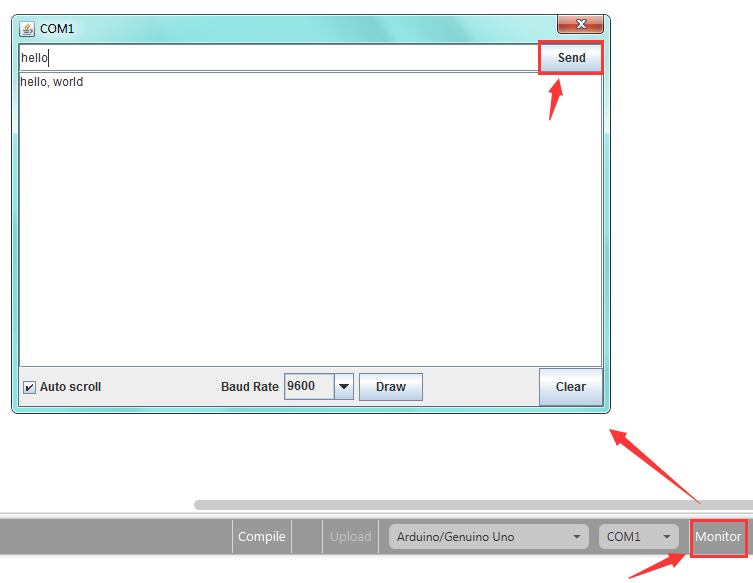 COM1
hello
Send
hello, world
Auto scroll
Baud Rate
9600
Draw
Clear
Compile
Upload
Arduino/Genuino Uno
COM1
Monitor